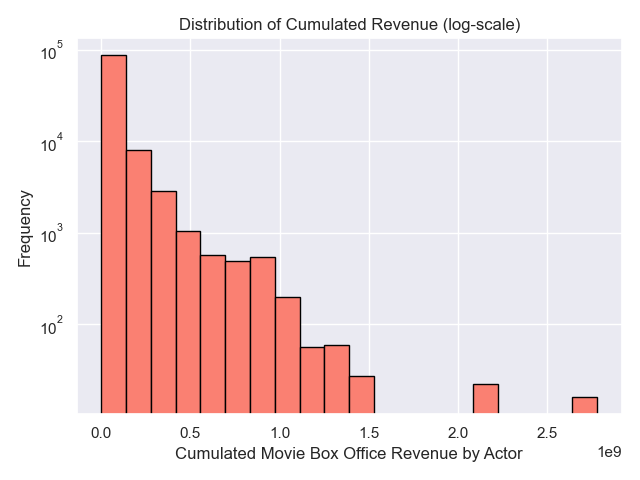 Distribution of Cumulated Revenue (log-scale)
10^5
10^4
10^3
10^2
Frequency
0.0 0.5 1.0 1.5 2.0 2.5
1e9
Cumulated Movie Box Office Revenue by Actor